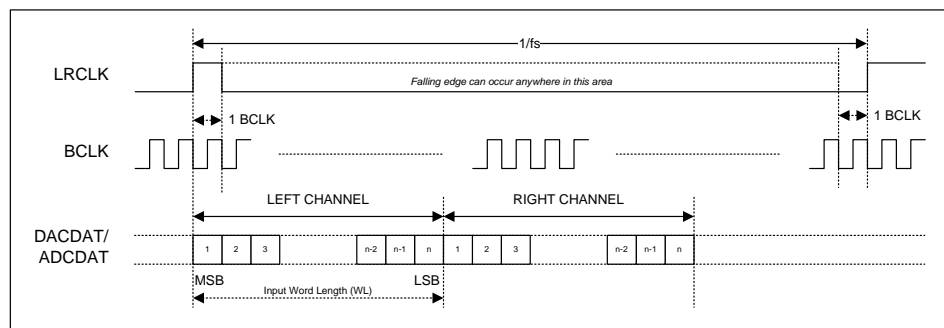 1/fs
LRCLK
Falling edge can occur anywhere in this area
1 BCLK
1 BCLK
BCLK
LEFT CHANNEL
RIGHT CHANNEL
DACDAT/
ADCDAT
1 2 3 n-2 n-1 n 1 2 3 n-2 n-1 n
MSB LSB
Input Word Length (WL)